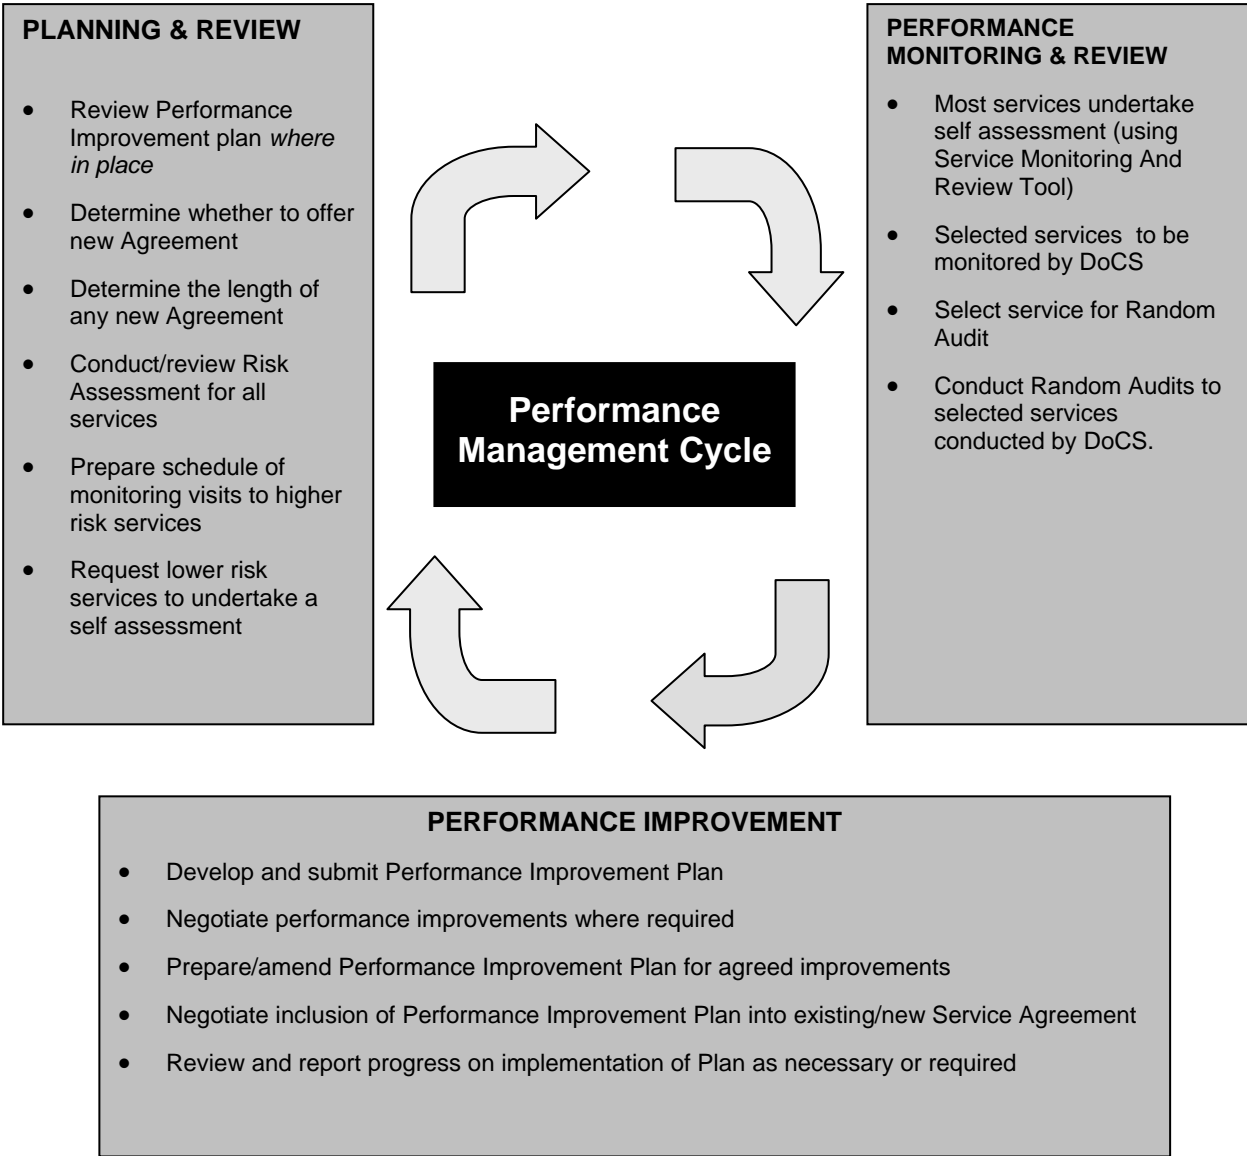 PLANNING & REVIEW
• Review Performance
Improvement plan where
in place
• Determine whether to offer
new Agreement
• Determine the length of
any new Agreement
• Conduct/review Risk
Assessment for all
services
• Prepare schedule of
monitoring visits to higher
risk services
• Request lower risk
services to undertake a
self assessment
Performance
Management Cycle
PERFORMANCE
MONITORING & REVIEW
• Most services undertake
self assessment (using
Service Monitoring And
Review Tool)
• Selected services to be
monitored by DoCS
• Select service for Random
Audit
• Conduct Random Audits to
selected services
conducted by DoCS.
PERFORMANCE IMPROVEMENT
• Develop and submit Performance Improvement Plan
• Negotiate performance improvements where required
• Prepare/amend Performance Improvement Plan for agreed improvements
• Negotiate inclusion of Performance Improvement Plan into existing/new Service Agreement
• Review and report progress on implementation of Plan as necessary or required